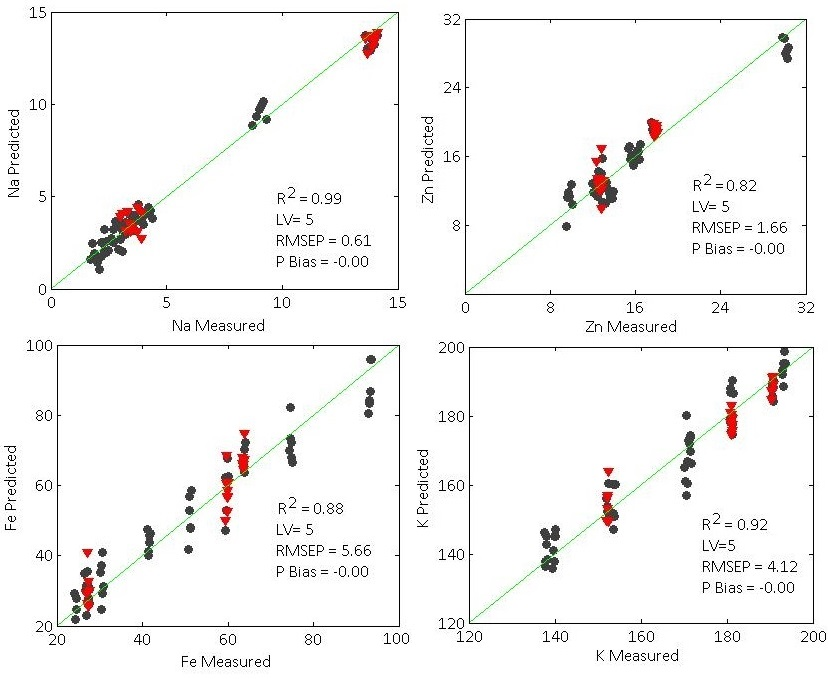 15
10
5
0
0
5
10
15
Na Predicted
Na Measured
R2 = 0.99
LV= 5
RMSEP = 0.61
P Bias = -0.00
32
24
16
8
0
8
16
24
32
Zn Predicted
Zn Measured
R2 = 0.82
LV= 5
RMSEP = 1.66
P Bias = -0.00
100
80
60
40
20
20
40
60
80
100
Fe Predicted
Fe Measured
R2 = 0.88
LV= 5
RMSEP = 5.66
P Bias = -0.00
200
180
160
140
120
120
140
160
180
200
K Predicted
K Measured
R2 = 0.92
LV=5
RMSEP = 4.12
P Bias = -0.00